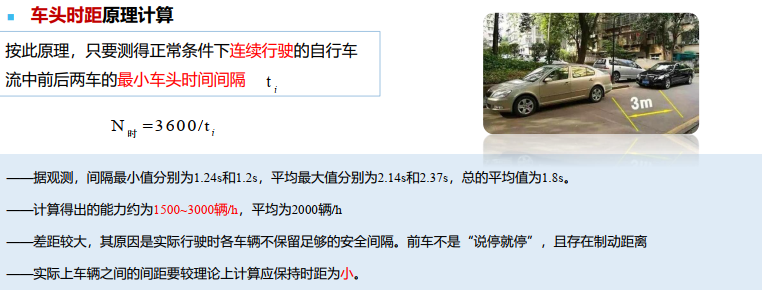 车头时距原理计算
按此原理，只要测得正常条件下连续行驶的自行车
流中前后两车的最小车头时间间隔 tᵢ
N时=3600/tᵢ
3m
——据观测，间隔最小值分别为1.24s和1.2s，平均最大值分别为2.14s和2.37s，总的平均值为1.8s。
——计算得出的能力约为1500~3000辆/h，平均为2000辆/h
——差距较大，其原因是实际行驶时各车辆不保留足够的安全间隔。前车不是“说停就停”，且存在制动距离
——实际上车辆之间的间距要较理论上计算应保持时距为小。